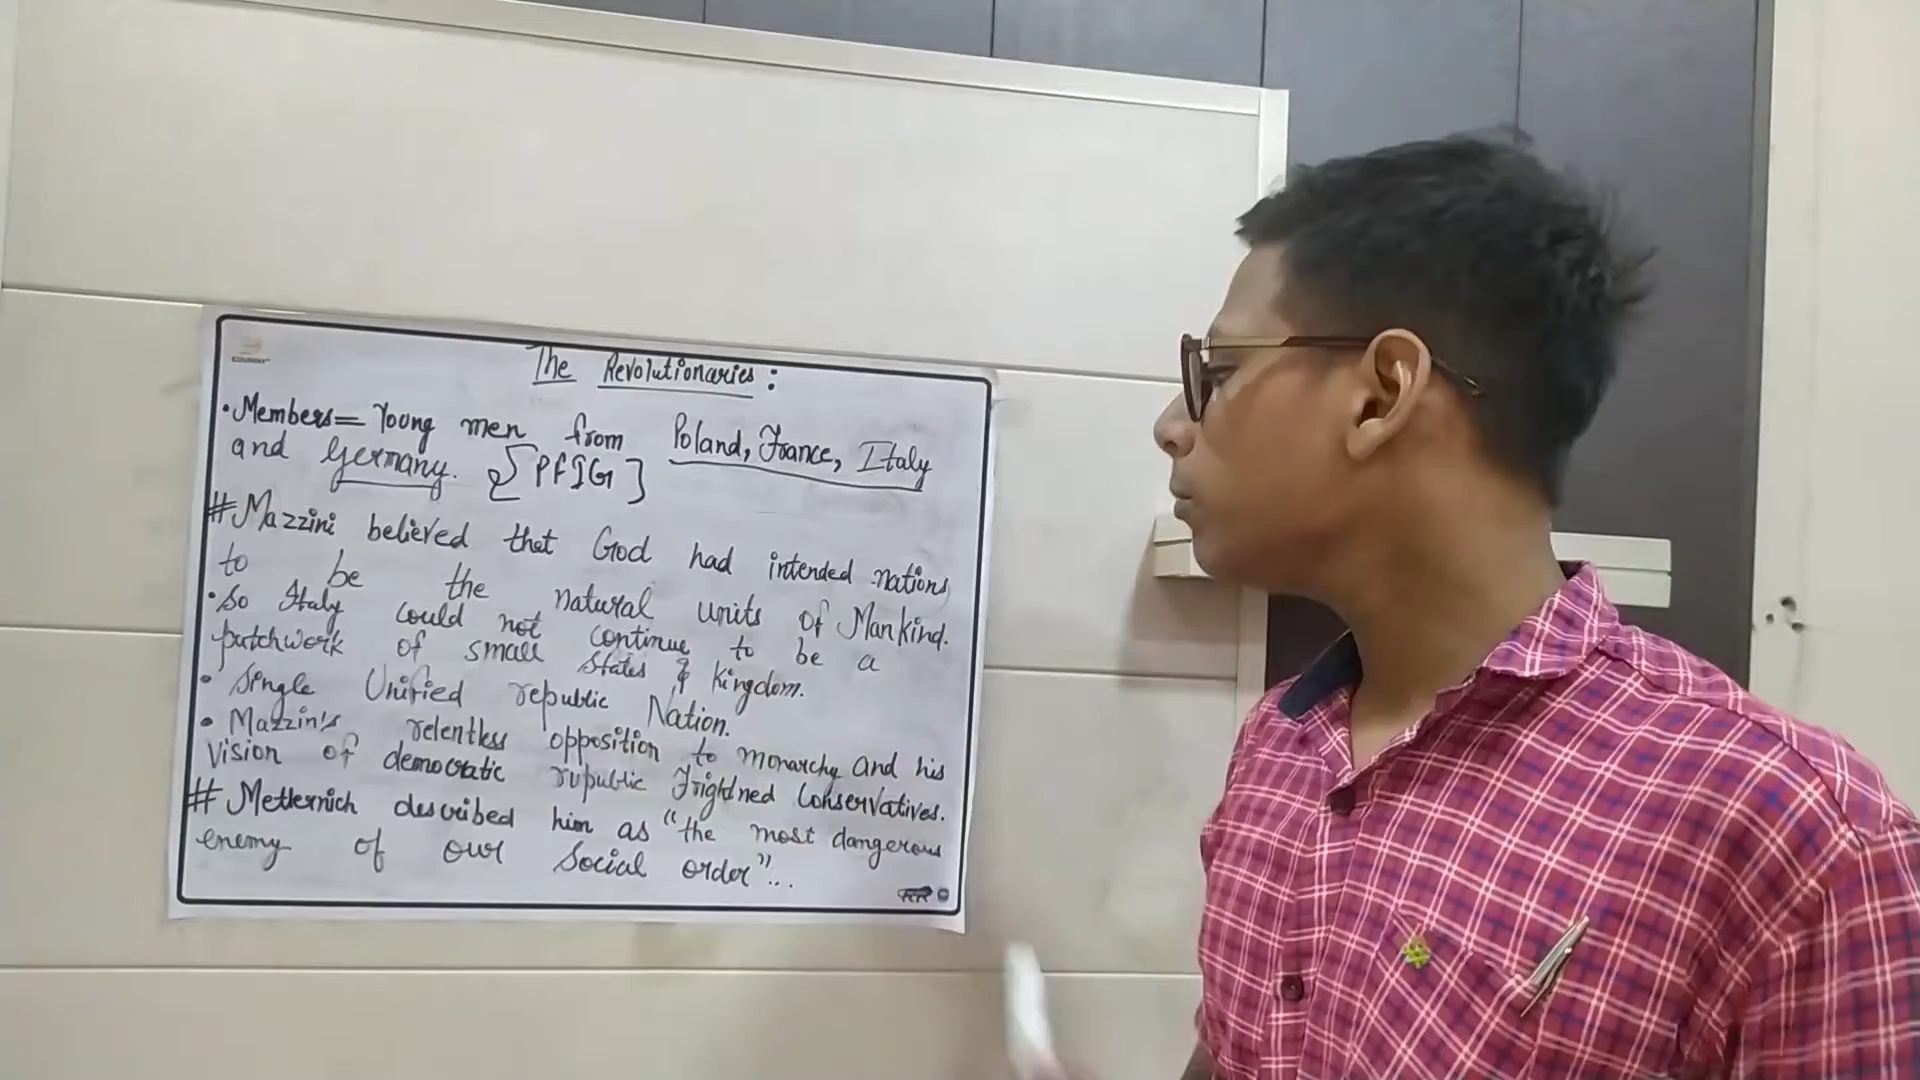 The Revolutionaries :
• Members = Young men from Poland, France, Italy
and Germany. [PFIG]
# Mazzini believed that God had intended nations
to be the natural units of Mankind.
• So Italy could not continue to be a
patchwork of small states & Kingdom.
• Single Unified republic Nation.
• Mazzini's relentless opposition to monarchy and his
vision of democratic rupublic Frightned Conservatives.
# Metternich described him as "the most dangerous
enemy of our Social order"...